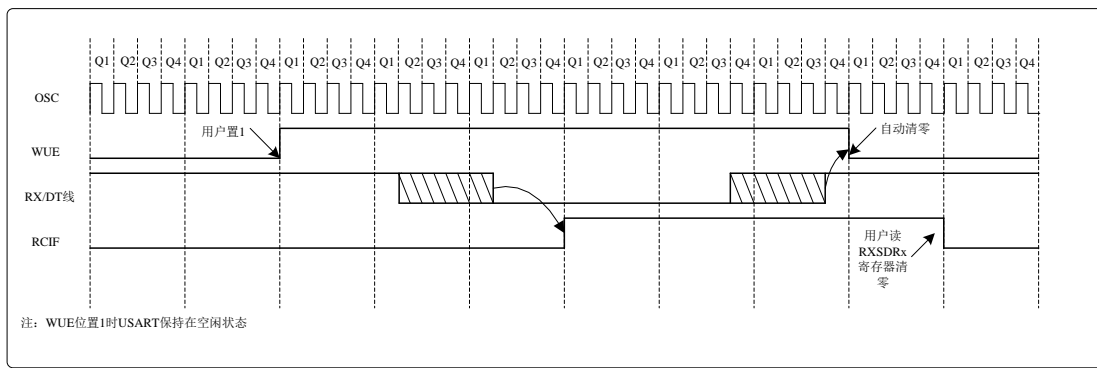 Q1 Q2 Q3 Q4 Q1 Q2 Q3 Q4 Q1 Q2 Q3 Q4 Q1 Q2 Q3 Q4 Q1 Q2 Q3 Q4 Q1 Q2 Q3 Q4 Q1 Q2 Q3 Q4 Q1 Q2 Q3 Q4 Q1 Q2 Q3 Q4 Q1 Q2 Q3 Q4
OSC
用户置1
自动清零
WUE
RX/DT线
RCIF
用户读
RXSDRx
寄存器清
零
注：WUE位置1时USART保持在空闲状态